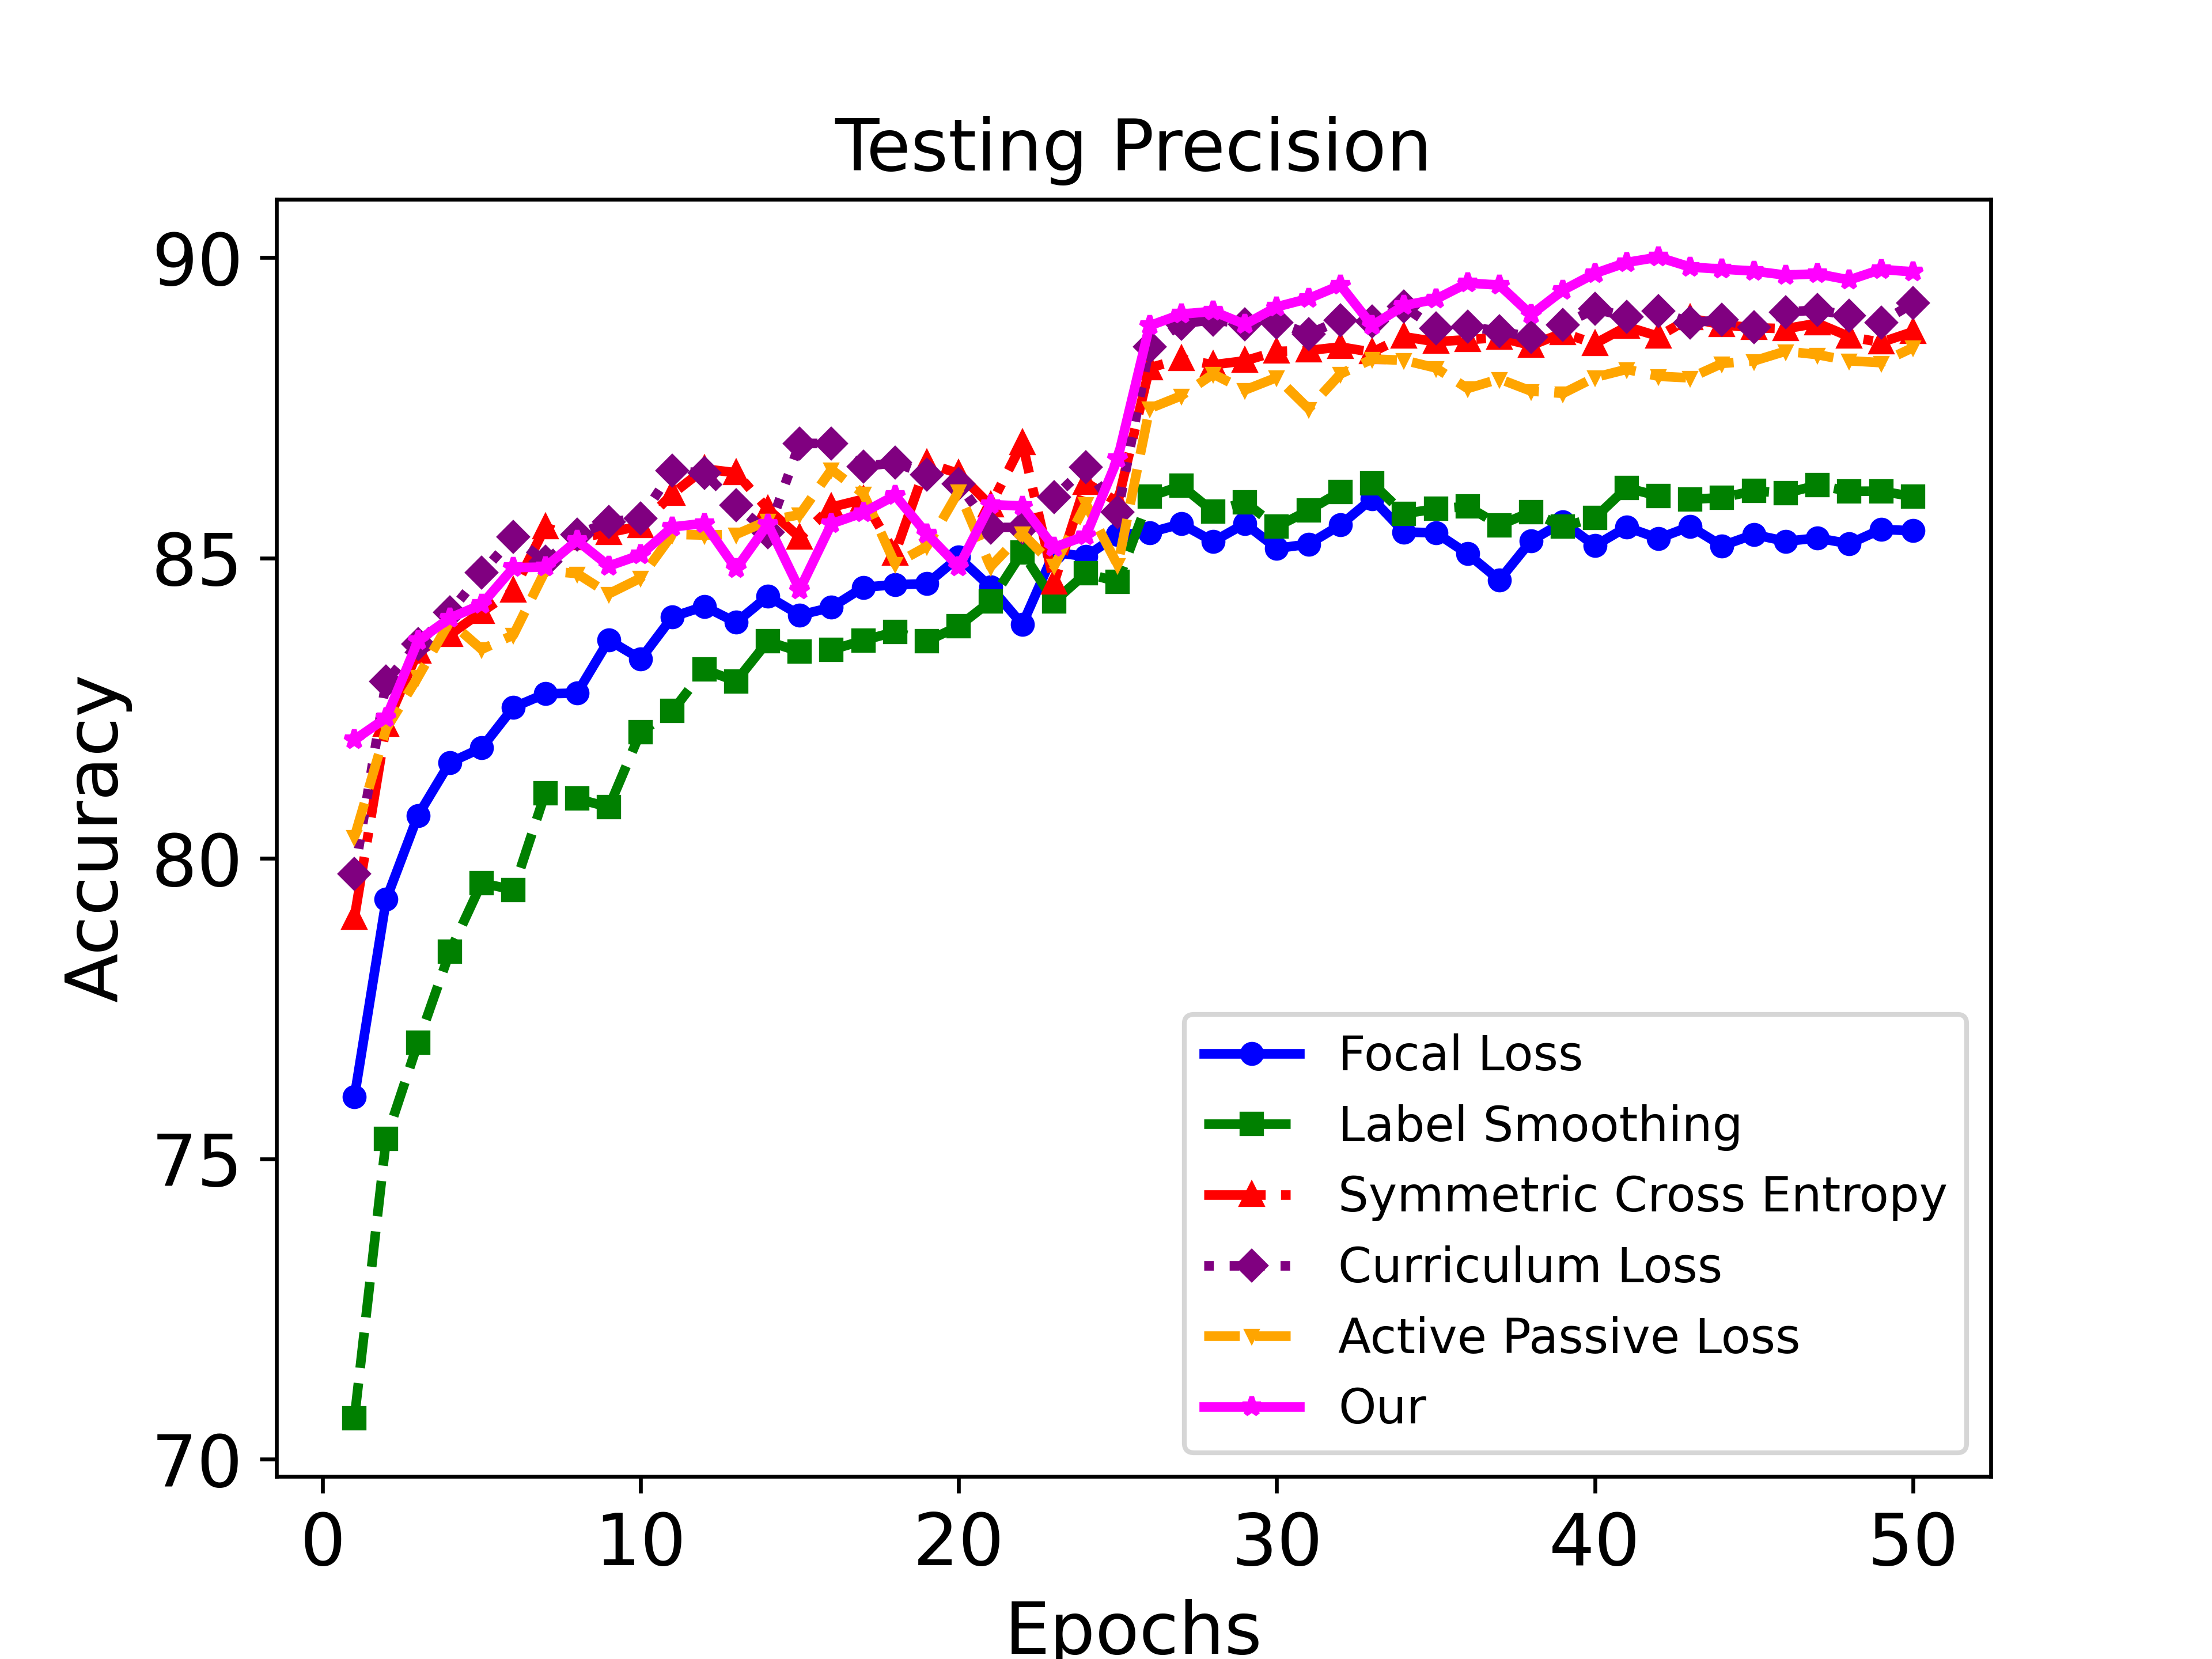 Testing Precision
90
85
80
75
70
Accuracy
0 10 20 30 40 50
Epochs
Focal Loss
Label Smoothing
Symmetric Cross Entropy
Curriculum Loss
Active Passive Loss
Our